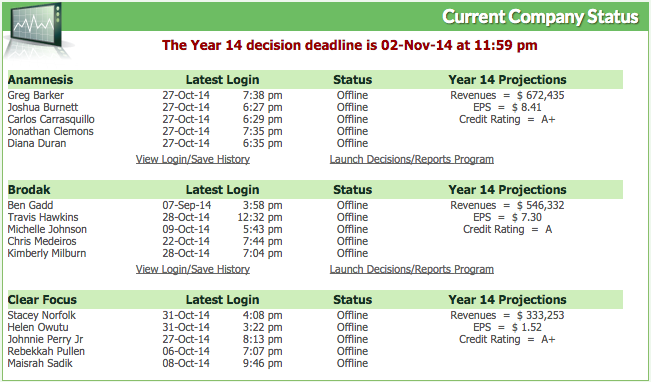 Current Company Status
The Year 14 decision deadline is 02-Nov-14 at 11:59 pm
Anamnesis Latest Login Status Year 14 Projections
Greg Barker 27-Oct-14 7:38 pm Offline Revenues = $ 672,435
Joshua Burnett 27-Oct-14 6:27 pm Offline EPS = $ 8.41
Carlos Carrasquillo 27-Oct-14 6:29 pm Offline Credit Rating = A+
Jonathan Clemons 27-Oct-14 7:35 pm Offline
Diana Duran 27-Oct-14 6:35 pm Offline
View Login/Save History Launch Decisions/Reports Program
Brodak Latest Login Status Year 14 Projections
Ben Gadd 07-Sep-14 3:58 pm Offline Revenues = $ 546,332
Travis Hawkins 28-Oct-14 12:32 pm Offline EPS = $ 7.30
Michelle Johnson 09-Oct-14 5:43 pm Offline Credit Rating = A
Chris Medeiros 22-Oct-14 7:44 pm Offline
Kimberly Milburn 28-Oct-14 7:04 pm Offline
View Login/Save History Launch Decisions/Reports Program
Clear Focus Latest Login Status Year 14 Projections
Stacey Norfolk 31-Oct-14 4:08 pm Offline Revenues = $ 333,253
Helen Owutu 31-Oct-14 3:22 pm Offline EPS = $ 1.52
Johnnie Perry Jr 27-Oct-14 8:13 pm Offline Credit Rating = A+
Rebekkah Pullen 06-Oct-14 7:07 pm Offline
Maisrah Sadik 08-Oct-14 9:46 pm Offline